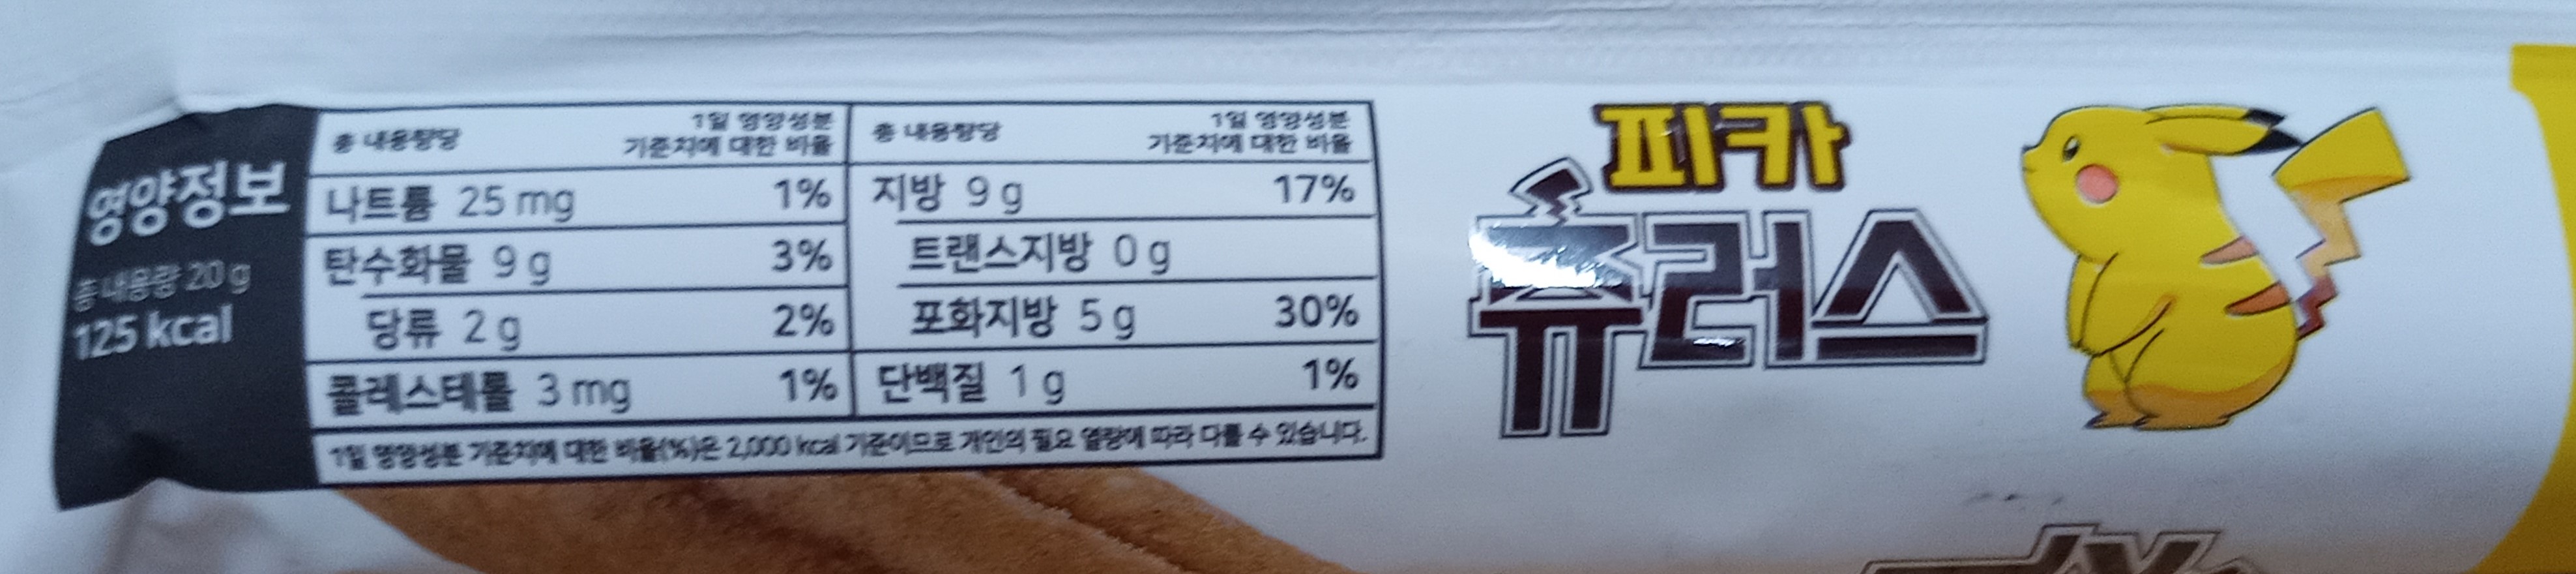 영양정보
총 내용량 20 g
125 kcal
총 내용량당 1일 영양성분 기준치에 대한 비율
나트륨 25 mg 1%
탄수화물 9 g 3%
당류 2 g 2%
콜레스테롤 3 mg 1%
총 내용량당 1일 영양성분 기준치에 대한 비율
지방 9 g 17%
트랜스지방 0 g
포화지방 5 g 30%
단백질 1 g 1%
1일 영양성분 기준치에 대한 비율(%)은 2,000 kcal 기준이므로 개인의 필요 열량에 따라 다를 수 있습니다.
피카
츄러스